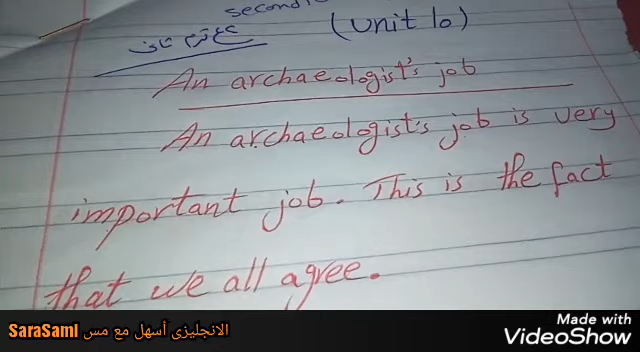 second
(unit 10)
ع ترم تانى
An archaeologist's job
An archaeologist's job is very
important job. This is the fact
that we all agree.
الانجليزى أسهل مع مس SaraSamI
Made with
VideoShow